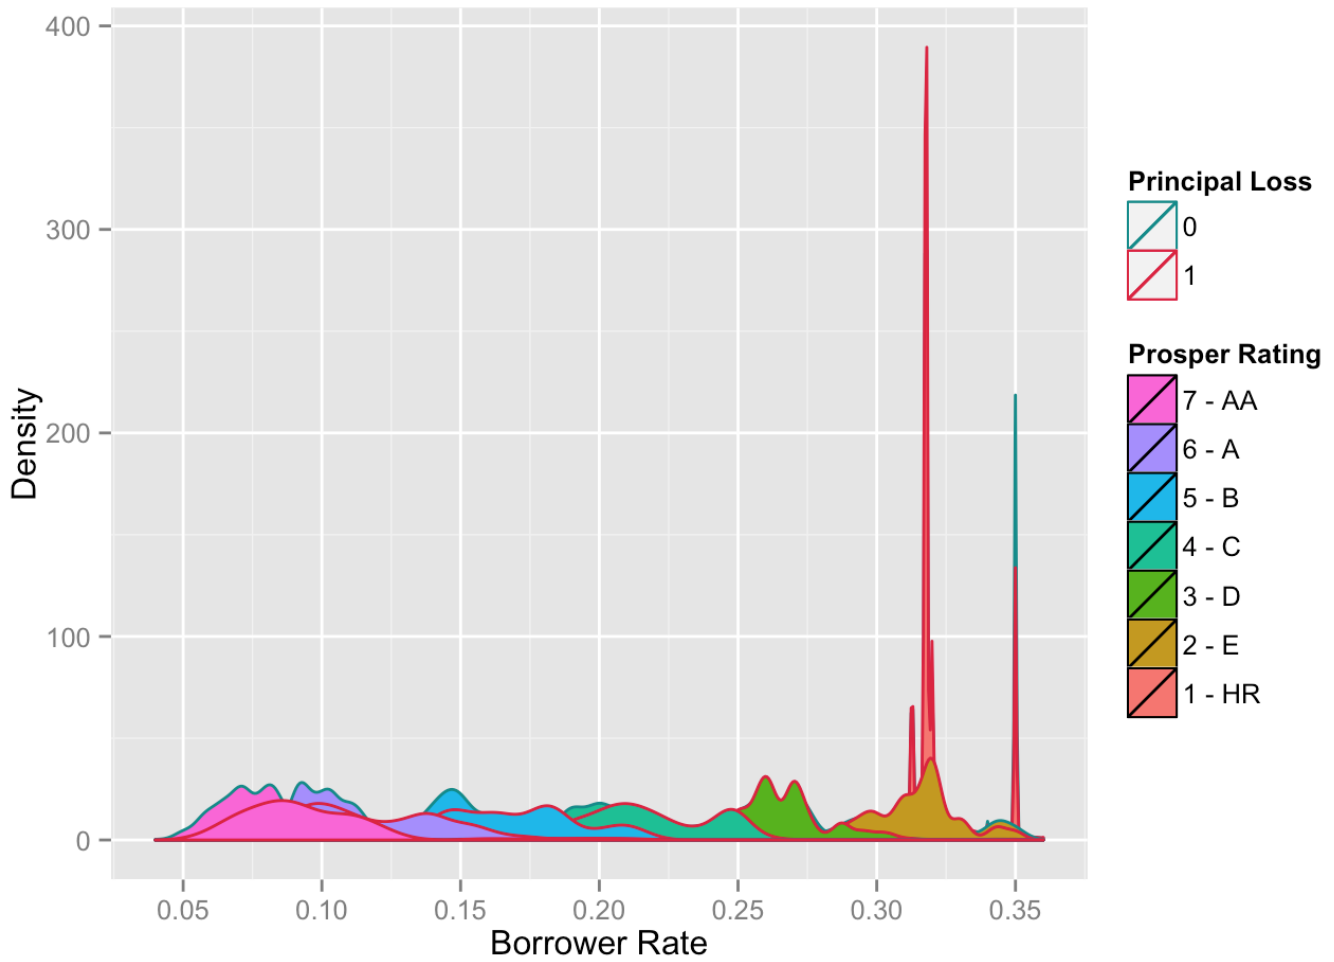 400
300
200
100
0
Density
0.05 0.10 0.15 0.20 0.25 0.30 0.35
Borrower Rate
Principal Loss
0
1
Prosper Rating
7 - AA
6 - A
5 - B
4 - C
3 - D
2 - E
1 - HR